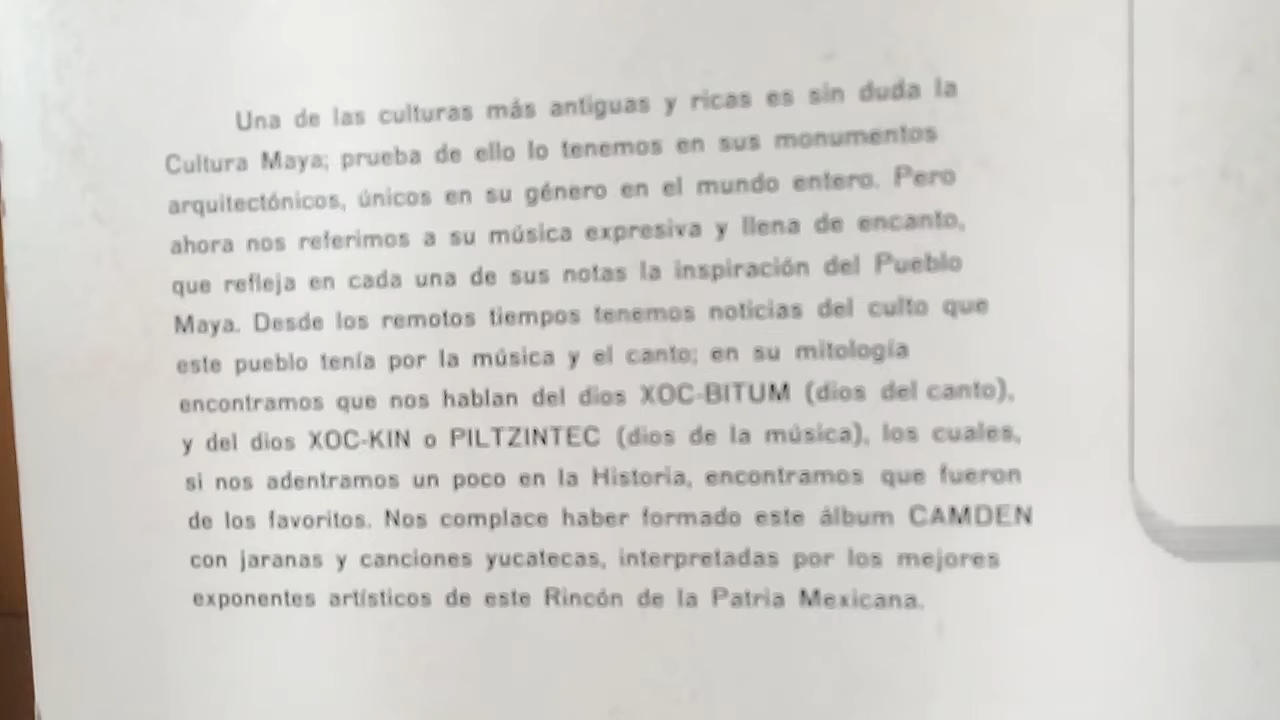 Una de las culturas más antiguas y ricas es sin duda la
Cultura Maya; prueba de ello lo tenemos en sus monumentos
arquitectónicos, únicos en su género en el mundo entero. Pero
ahora nos referimos a su música expresiva y llena de encanto,
que refleja en cada una de sus notas la inspiración del Pueblo
Maya. Desde los remotos tiempos tenemos noticias del culto que
este pueblo tenía por la música y el canto; en su mitología
encontramos que nos hablan del dios XOC-BITUM (dios del canto),
y del dios XOC-KIN o PILTZINTEC (dios de la música), los cuales,
si nos adentramos un poco en la Historia, encontramos que fueron
de los favoritos. Nos complace haber formado este álbum CAMDEN
con jaranas y canciones yucatecas, interpretadas por los mejores
exponentes artísticos de este Rincón de la Patria Mexicana.